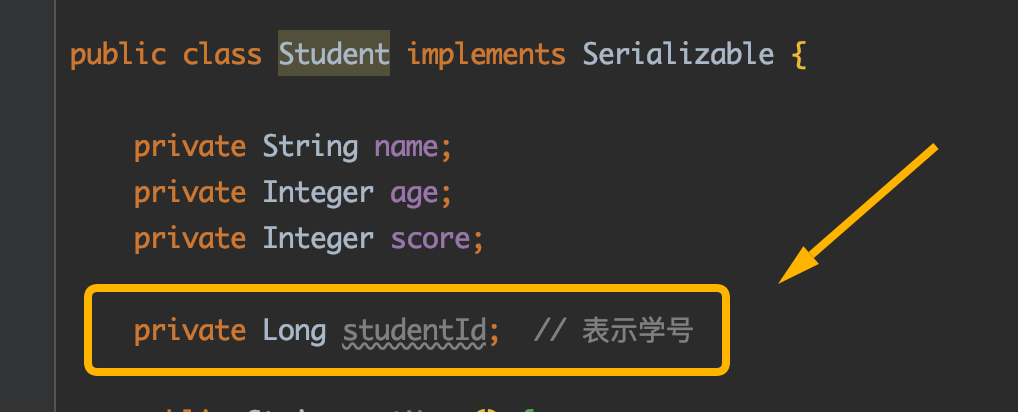 public class Student implements Serializable {
private String name;
private Integer age;
private Integer score;
private Long studentId;  // 表示学号